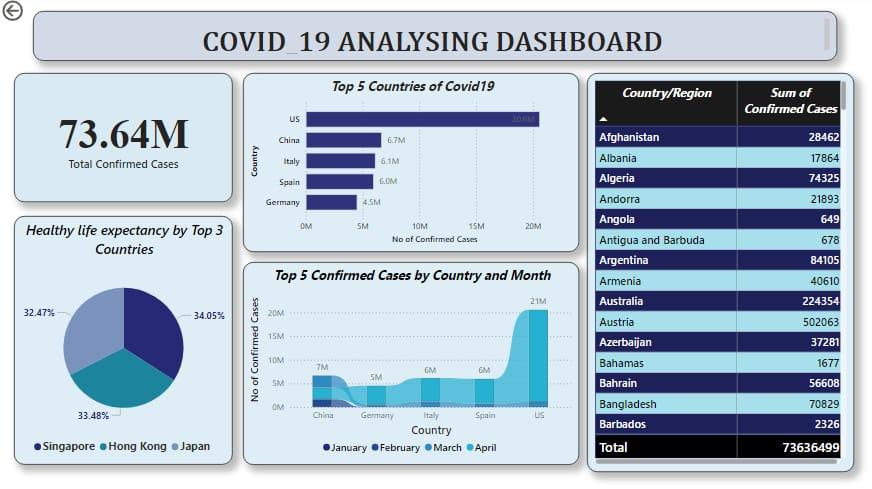 COVID_19 ANALYSING DASHBOARD
73.64M
Total Confirmed Cases
Healthy life expectancy by Top 3
Countries
32.47%
34.05%
33.48%
Singapore Hong Kong Japan
Top 5 Countries of Covid19
Country
US 20.6M
China 6.7M
Italy 6.1M
Spain 6.0M
Germany 4.5M
0M 5M 10M 15M 20M
No of Confirmed Cases
Top 5 Confirmed Cases by Country and Month
No of Confirmed Cases
20M
15M
10M
5M
0M
7M 5M 6M 6M 21M
China Germany Italy Spain US
Country
January February March April
Country/Region Sum of
Confirmed Cases
Afghanistan 28462
Albania 17864
Algeria 74325
Andorra 21893
Angola 649
Antigua and Barbuda 678
Argentina 84105
Armenia 40610
Australia 224354
Austria 502063
Azerbaijan 37281
Bahamas 1677
Bahrain 56608
Bangladesh 70829
Barbados 2326
Total 73636499